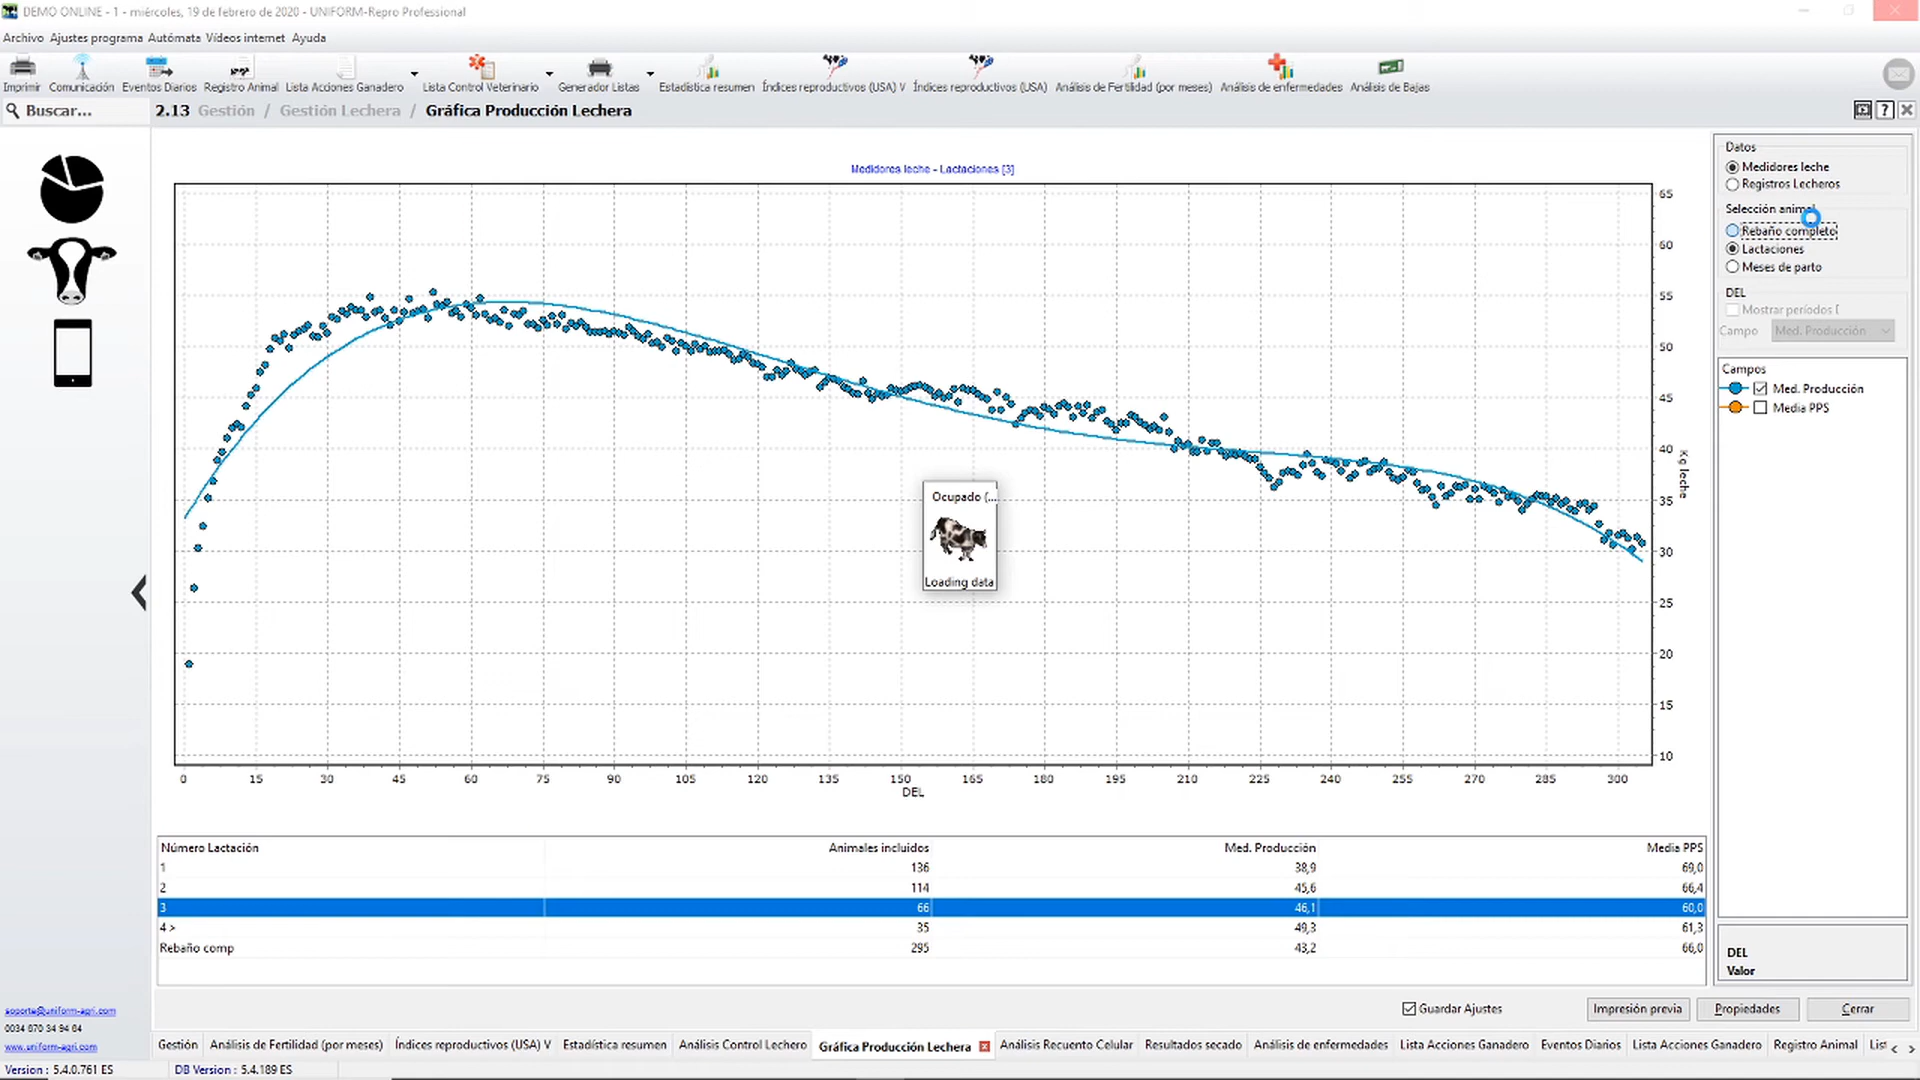 DEMO ONLINE - 1 - miércoles, 19 de febrero de 2020 - UNIFORM-Repro Professional
Archivo Ajustes programa Autómata Vídeos internet Ayuda
Imprimir Comunicación Eventos Diarios Registro Animal Lista Acciones Ganadero Lista Control Veterinario Generador Listas Estadística resumen Índices reproductivos (USA) V Índices reproductivos (USA) Análisis de Fertilidad (por meses) Análisis de enfermedades Análisis de Bajas
Buscar...
2.13 Gestión / Gestión Lechera / Gráfica Producción Lechera
?
Medidores leche - Lactaciones [3]
65
60
55
50
45
40
35
30
25
20
15
10
Kg leche
0 15 30 45 60 75 90 105 120 135 150 165 180 195 210 225 240 255 270 285 300
DEL
Ocupado (...
Loading data
Datos
Medidores leche
Registros Lecheros
Selección animal
Rebaño completo
Lactaciones
Meses de parto
DEL
Mostrar períodos [
Campo Med. Producción
Campos
Med. Producción
Media PPS
DEL
Valor
Número Lactación Animales incluidos Med. Producción Media PPS
1 136 38,9 69,0
2 114 45,6 66,4
3 66 46,1 60,0
4 > 35 49,3 61,3
Rebaño comp 295 43,2 66,0
Guardar Ajustes Impresión previa Propiedades Cerrar
soporte@uniform-agri.com
0034 670 34 94 64
www.uniform-agri.com
Gestión Análisis de Fertilidad (por meses) Índices reproductivos (USA) V Estadística resumen Análisis Control Lechero Gráfica Producción Lechera Análisis Recuento Celular Resultados secado Análisis de enfermedades Lista Acciones Ganadero Eventos Diarios Lista Acciones Ganadero Registro Animal List
Version : 5.4.0.761 ES DB Version : 5.4.189 ES